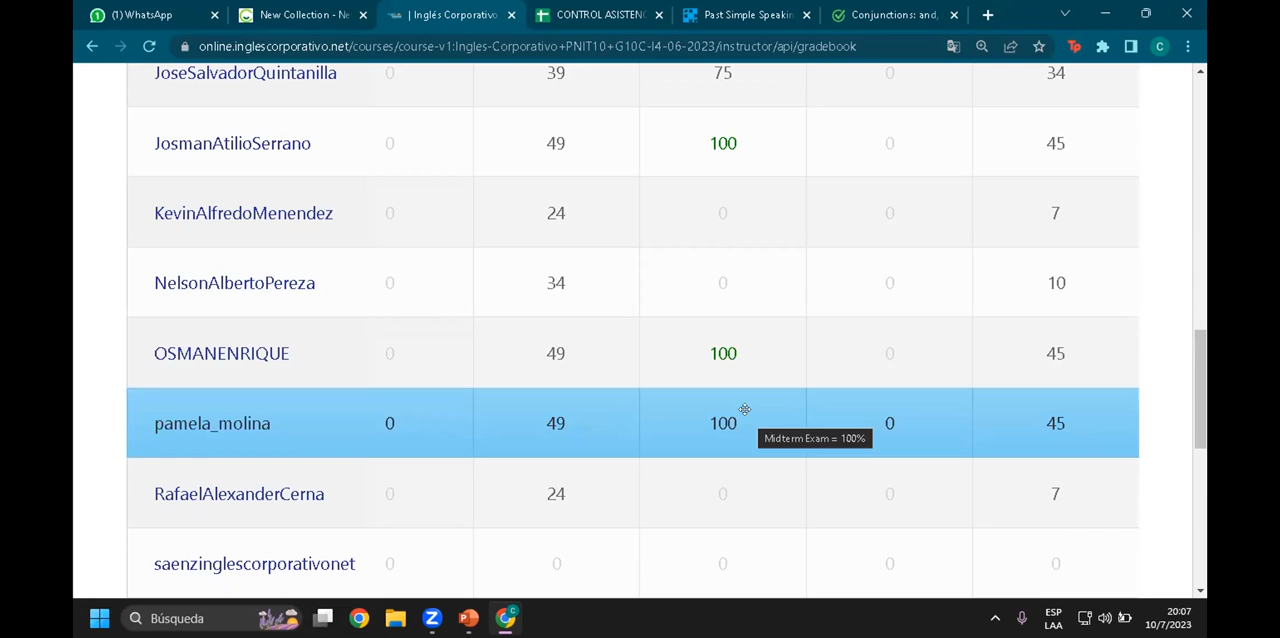 (1) WhatsApp
New Collection - Ne
| Inglés Corporativo
CONTROL ASISTENC
Past Simple Speakin
Conjunctions: and,
online.inglescorporativo.net/courses/course-v1:Ingles-Corporativo+PNIT10+G10C-I4-06-2023/instructor/api/gradebook
JoseSalvadorQuintanilla 0 39 75 0 34
JosmanAtilioSerrano 0 49 100 0 45
KevinAlfredoMenendez 0 24 0 0 7
NelsonAlbertoPereza 0 34 0 0 10
OSMANENRIQUE 0 49 100 0 45
pamela_molina 0 49 100 0 45
Midterm Exam = 100%
RafaelAlexanderCerna 0 24 0 0 7
saenzinglescorporativonet 0 0 0 0 0
Búsqueda
ESP
LAA
20:07
10/7/2023